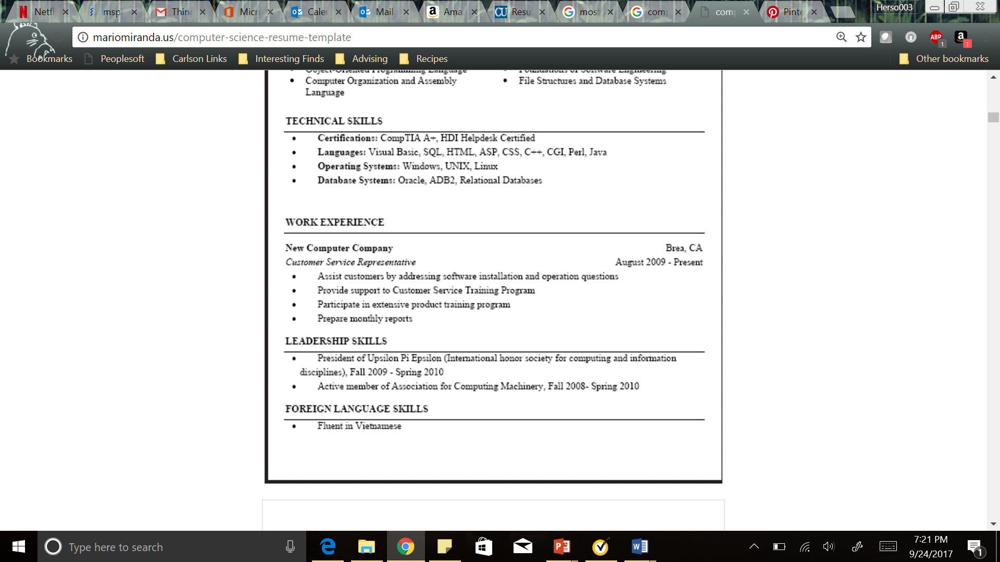 Netfl mspi Thing Micro Calen Mail Ama Resu most com com Pinte Herso003
mariomiranda.us/computer-science-resume-template
ABP 1 1
Bookmarks Peoplesoft Carlson Links Interesting Finds Advising Recipes Other bookmarks
Object-Oriented Programming Language Foundations of Software Engineering
• Computer Organization and Assembly • File Structures and Database Systems
Language
TECHNICAL SKILLS
• Certifications: CompTIA A+, HDI Helpdesk Certified
• Languages: Visual Basic, SQL, HTML, ASP, CSS, C++, CGI, Perl, Java
• Operating Systems: Windows, UNIX, Linux
• Database Systems: Oracle, ADB2, Relational Databases
WORK EXPERIENCE
New Computer Company Brea, CA
Customer Service Representative August 2009 - Present
• Assist customers by addressing software installation and operation questions
• Provide support to Customer Service Training Program
• Participate in extensive product training program
• Prepare monthly reports
LEADERSHIP SKILLS
• President of Upsilon Pi Epsilon (International honor society for computing and information
disciplines), Fall 2009 - Spring 2010
• Active member of Association for Computing Machinery, Fall 2008- Spring 2010
FOREIGN LANGUAGE SKILLS
• Fluent in Vietnamese
Type here to search
7:21 PM
9/24/2017
1